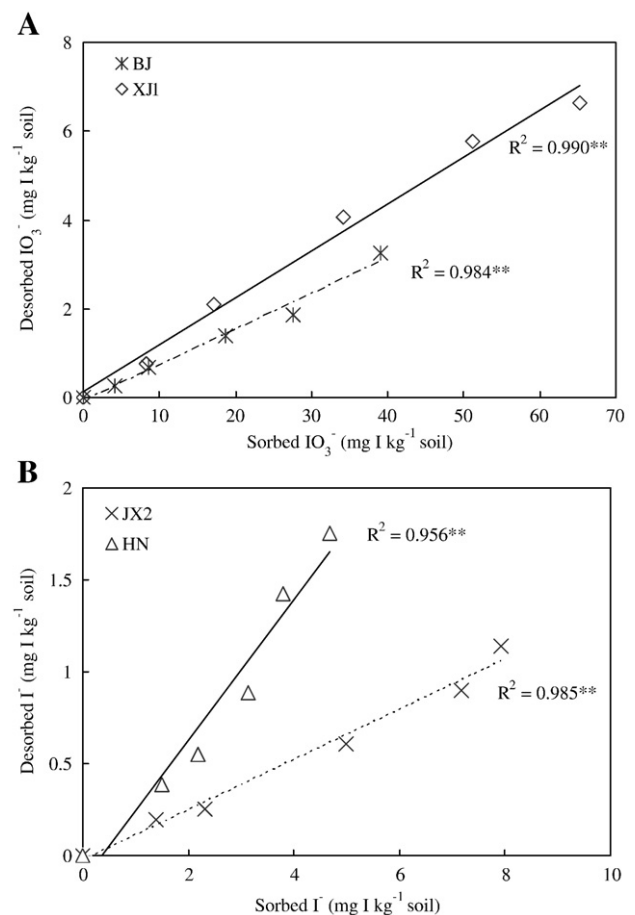 A
8
BJ
XJ1
6
R² = 0.990**
4
R² = 0.984**
2
0
0 10 20 30 40 50 60 70
Desorbed IO₃⁻ (mg I kg⁻¹ soil)
Sorbed IO₃⁻ (mg I kg⁻¹ soil)
B
2
JX2
HN
R² = 0.956**
1.5
1
R² = 0.985**
0.5
0
0 2 4 6 8 10
Desorbed I⁻ (mg I kg⁻¹ soil)
Sorbed I⁻ (mg I kg⁻¹ soil)